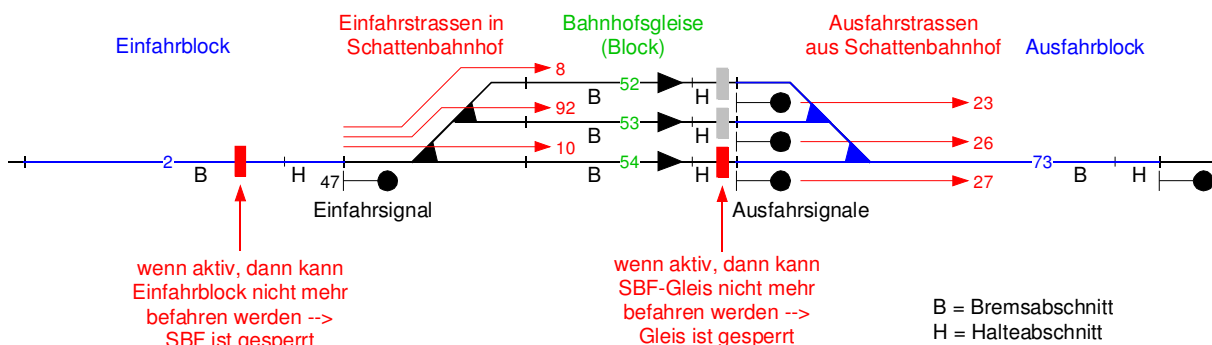 Einfahrblock
Einfahrstrassen in
Schattenbahnhof
Bahnhofsgleise
(Block)
Ausfahrstrassen
aus Schattenbahnhof
Ausfahrblock
8
52
B
H
92
23
53
B
H
10
26
2
54
73
B
H
47
B
H
27
B
H
Einfahrsignal
Ausfahrsignale
wenn aktiv, dann kann
Einfahrblock nicht mehr
befahren werden -->
SBF ist gesperrt
wenn aktiv, dann kann
SBF-Gleis nicht mehr
befahren werden -->
Gleis ist gesperrt
B = Bremsabschnitt
H = Halteabschnitt